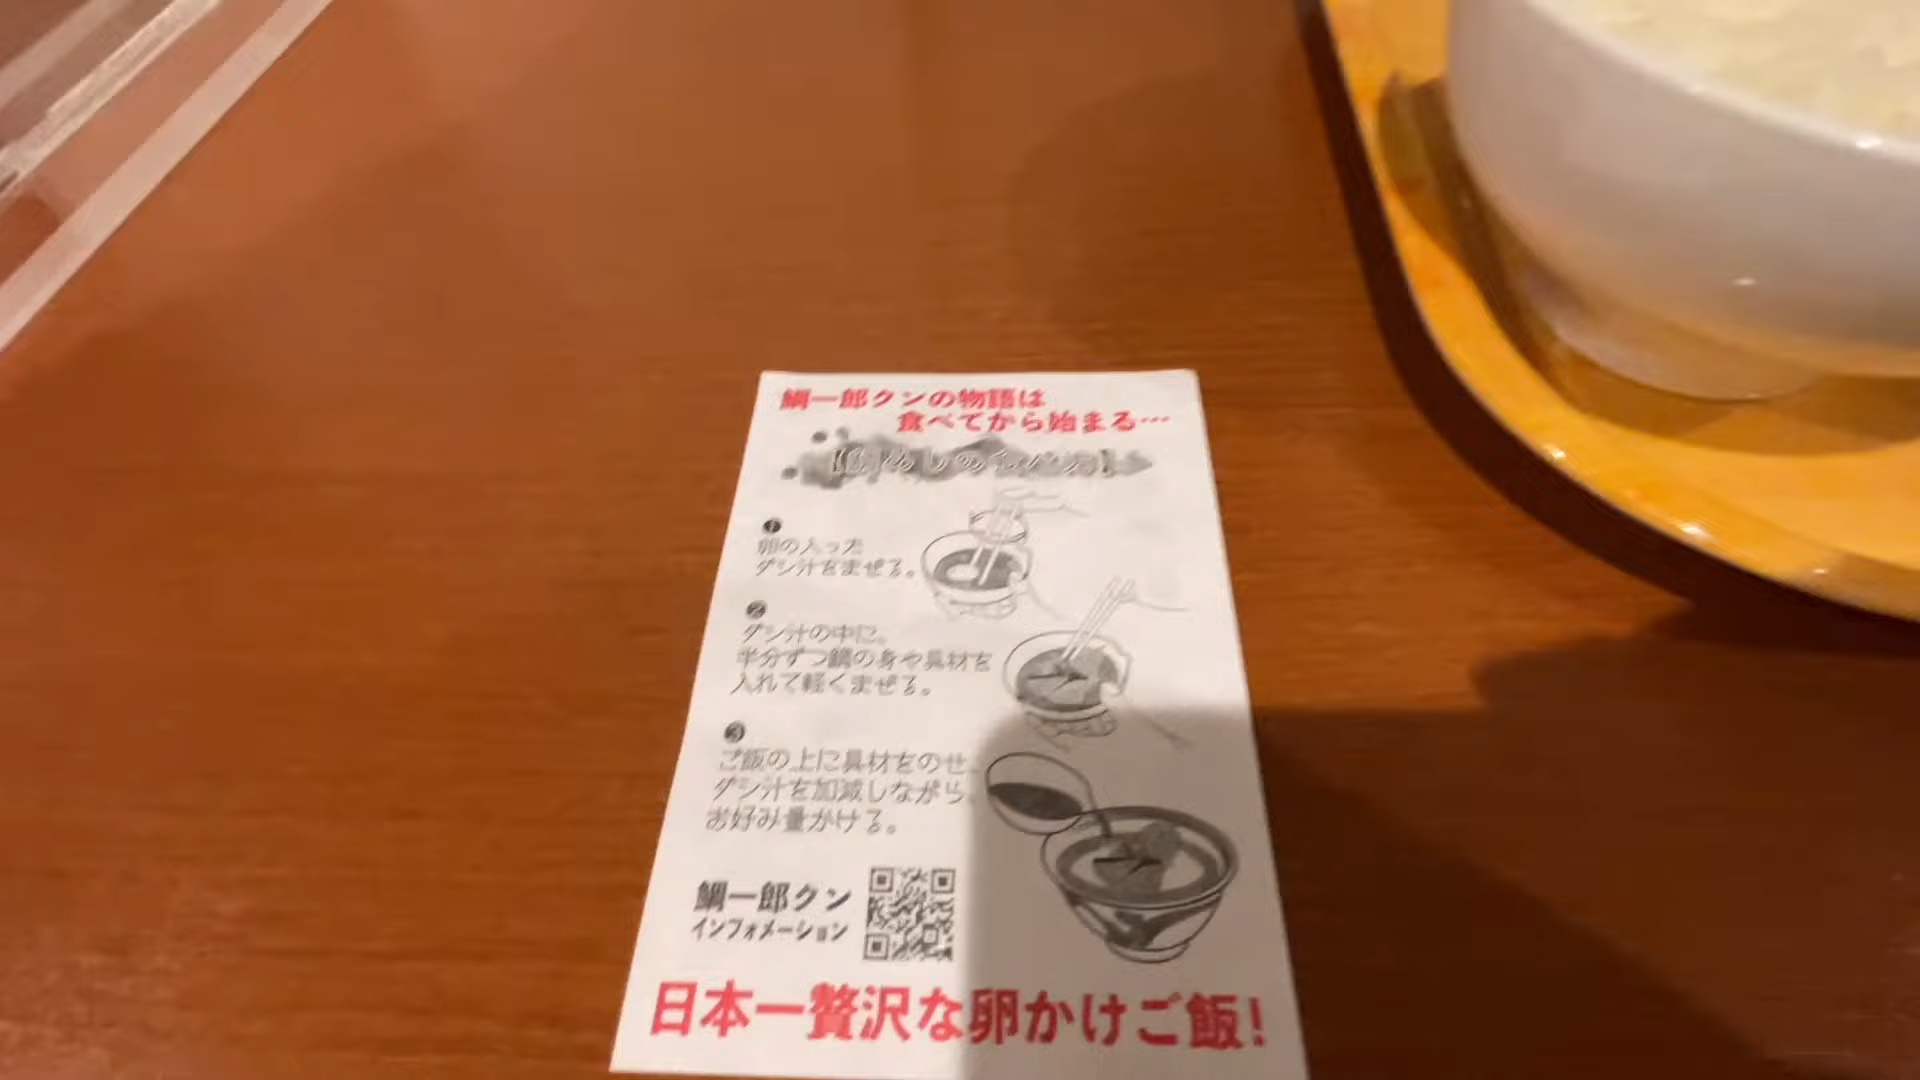 鯛一郎クンの物語は
食べてから始まる…
❶
卵の入った
ダシ汁をまぜる。
❷
ダシ汁の中に、
半分ずつ鯛の身や具材を
入れて軽くまぜる。
❸
ご飯の上に具材をのせ、
ダシ汁を加減しながら、
お好み量かける。
鯛一郎クン
インフォメーション
日本一贅沢な卵かけご飯!